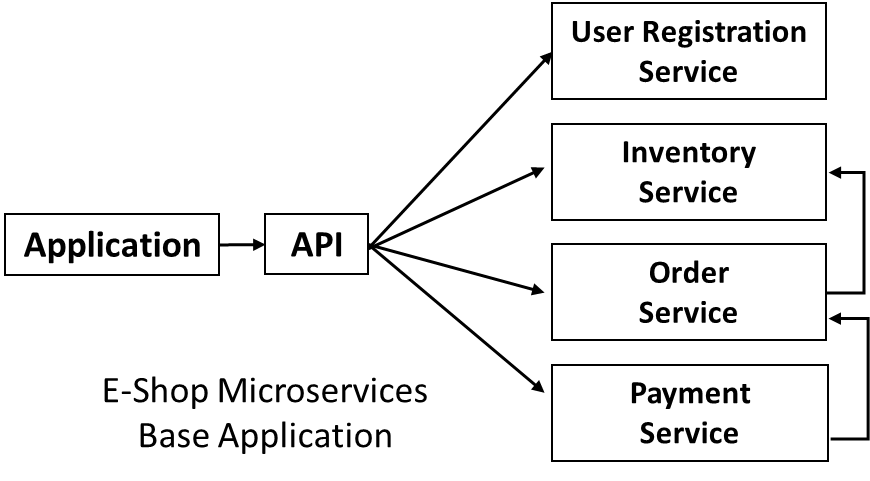 User Registration
Service
Inventory
Service
Application
API
Order
Service
Payment
Service
E-Shop Microservices
Base Application